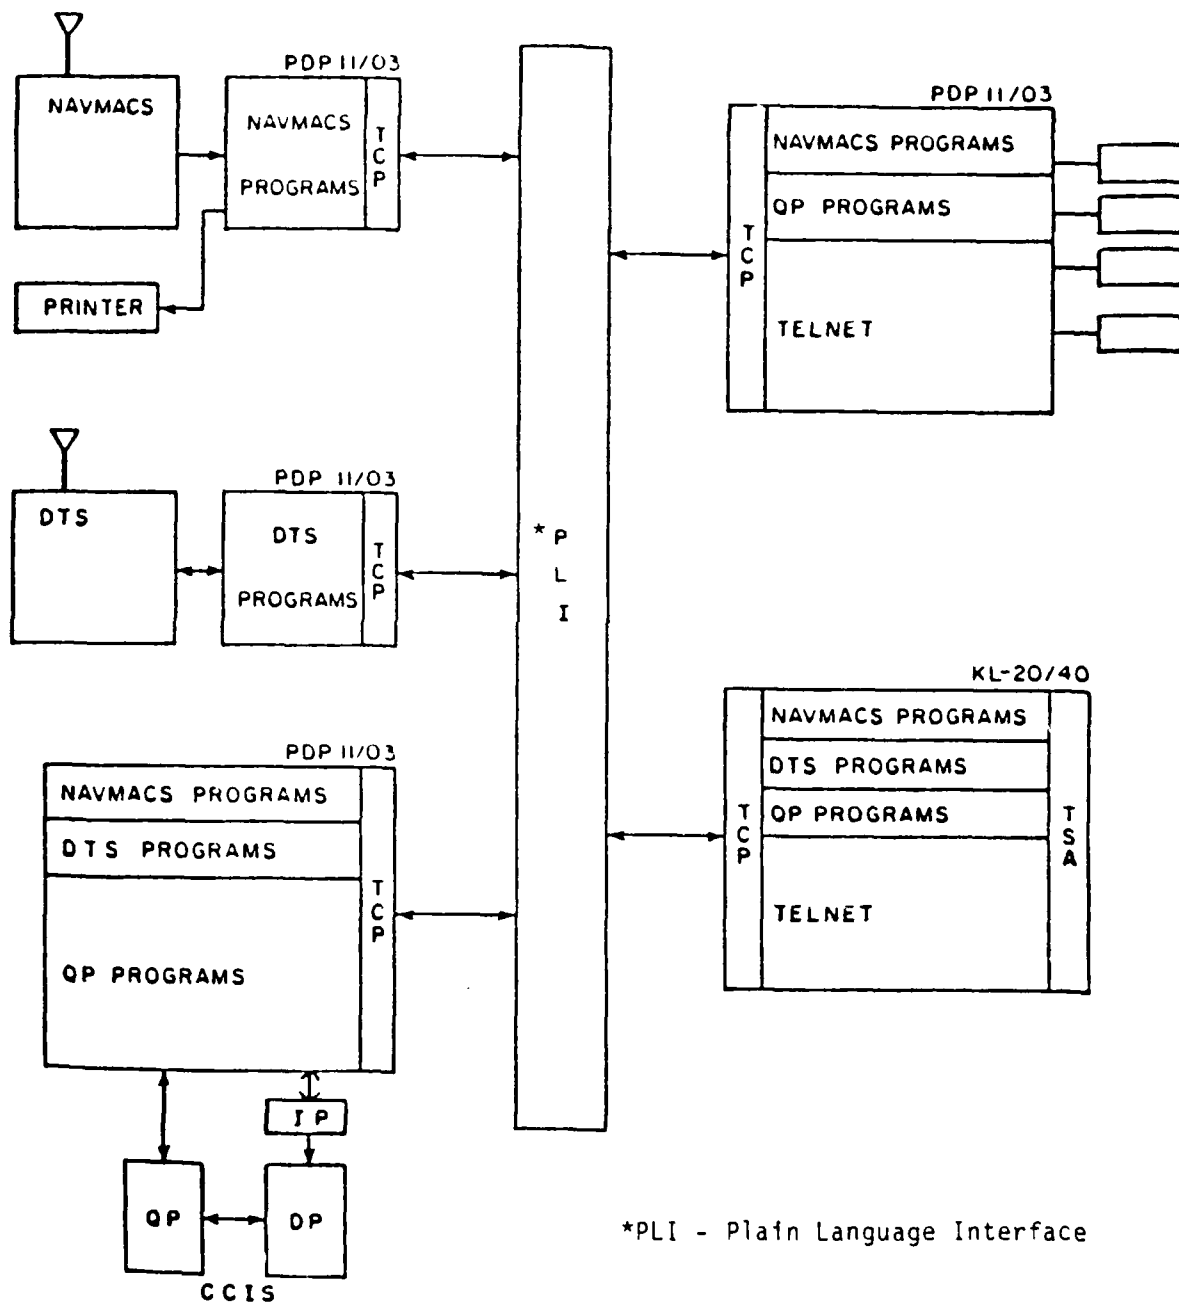 PDP 11/03
NAVMACS
NAVMACS
PROGRAMS
TCP
PRINTER
PDP 11/03
TCP
NAVMACS PROGRAMS
QP PROGRAMS
TELNET
PDP 11/03
DTS
DTS
PROGRAMS
TCP
*PLI
KL-20/40
TCP
NAVMACS PROGRAMS
DTS PROGRAMS
QP PROGRAMS
TELNET
TSA
PDP 11/03
NAVMACS PROGRAMS
DTS PROGRAMS
QP PROGRAMS
TCP
IP
QP
DP
CCIS
*PLI - Plain Language Interface